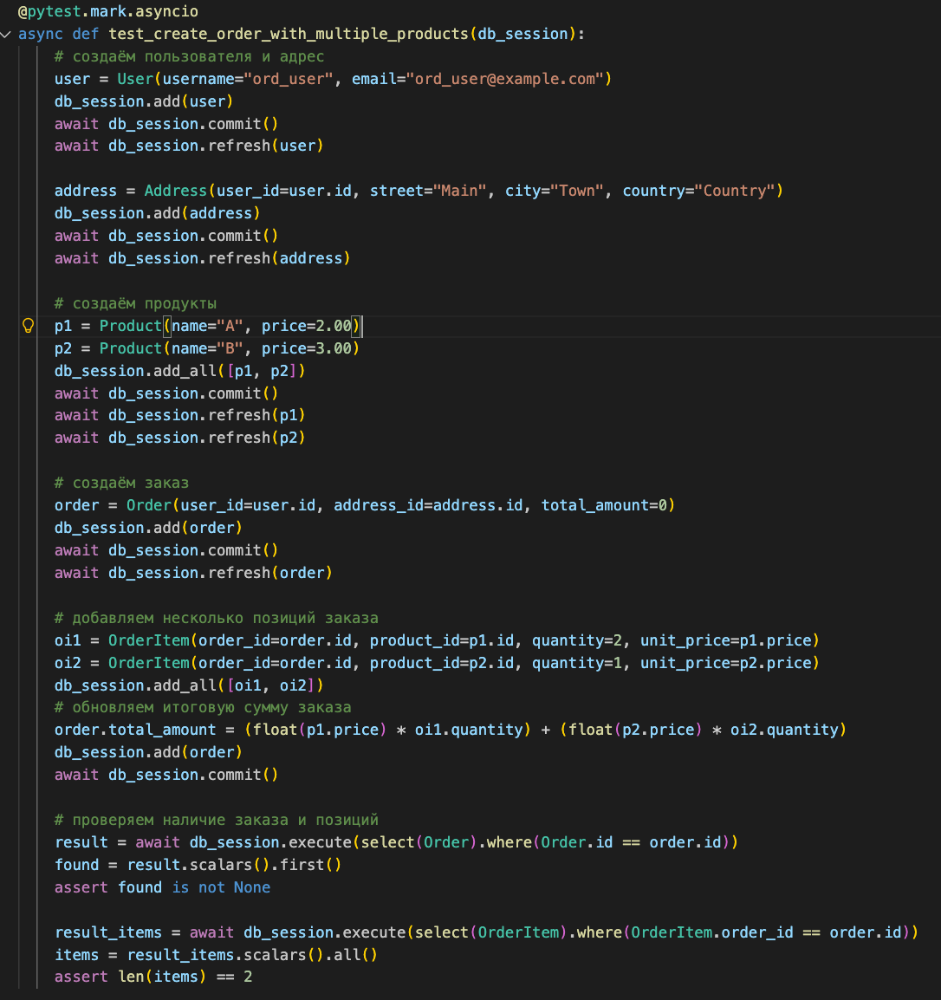 @pytest.mark.asyncio
async def test_create_order_with_multiple_products(db_session):
    # создаём пользователя и адрес
    user = User(username="ord_user", email="ord_user@example.com")
    db_session.add(user)
    await db_session.commit()
    await db_session.refresh(user)

    address = Address(user_id=user.id, street="Main", city="Town", country="Country")
    db_session.add(address)
    await db_session.commit()
    await db_session.refresh(address)

    # создаём продукты
    p1 = Product(name="A", price=2.00)
    p2 = Product(name="B", price=3.00)
    db_session.add_all([p1, p2])
    await db_session.commit()
    await db_session.refresh(p1)
    await db_session.refresh(p2)

    # создаём заказ
    order = Order(user_id=user.id, address_id=address.id, total_amount=0)
    db_session.add(order)
    await db_session.commit()
    await db_session.refresh(order)

    # добавляем несколько позиций заказа
    oi1 = OrderItem(order_id=order.id, product_id=p1.id, quantity=2, unit_price=p1.price)
    oi2 = OrderItem(order_id=order.id, product_id=p2.id, quantity=1, unit_price=p2.price)
    db_session.add_all([oi1, oi2])
    # обновляем итоговую сумму заказа
    order.total_amount = (float(p1.price) * oi1.quantity) + (float(p2.price) * oi2.quantity)
    db_session.add(order)
    await db_session.commit()

    # проверяем наличие заказа и позиций
    result = await db_session.execute(select(Order).where(Order.id == order.id))
    found = result.scalars().first()
    assert found is not None

    result_items = await db_session.execute(select(OrderItem).where(OrderItem.order_id == order.id))
    items = result_items.scalars().all()
    assert len(items) == 2